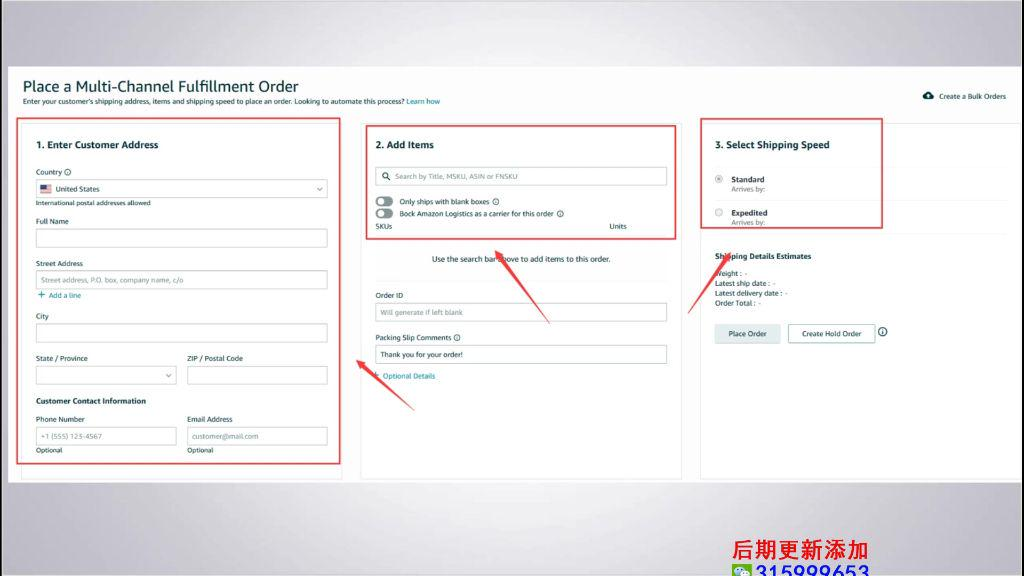 Place a Multi-Channel Fulfillment Order
Enter your customer's shipping address, items and shipping speed to place an order. Looking to automate this process? Learn how
Create a Bulk Orders
1. Enter Customer Address
Country
United States
International postal addresses allowed
Full Name
Street Address
Street address, P.O. box, company name, c/o
+ Add a line
City
State / Province
ZIP / Postal Code
Customer Contact Information
Phone Number
Email Address
+1 (555) 123-4567
customer@mail.com
Optional
Optional
2. Add Items
Search by Title, MSKU, ASIN or FNSKU
Only ships with blank boxes
Bock Amazon Logistics as a carrier for this order
SKUs
Units
Use the search bar above to add items to this order.
Order ID
Will generate if left blank
Packing Slip Comments
Thank you for your order!
+ Optional Details
3. Select Shipping Speed
Standard
Arrives by:
Expedited
Arrives by:
Shipping Details Estimates
Weight : -
Latest ship date : -
Latest delivery date : -
Order Total : -
Place Order
Create Hold Order
后期更新添加
315999653